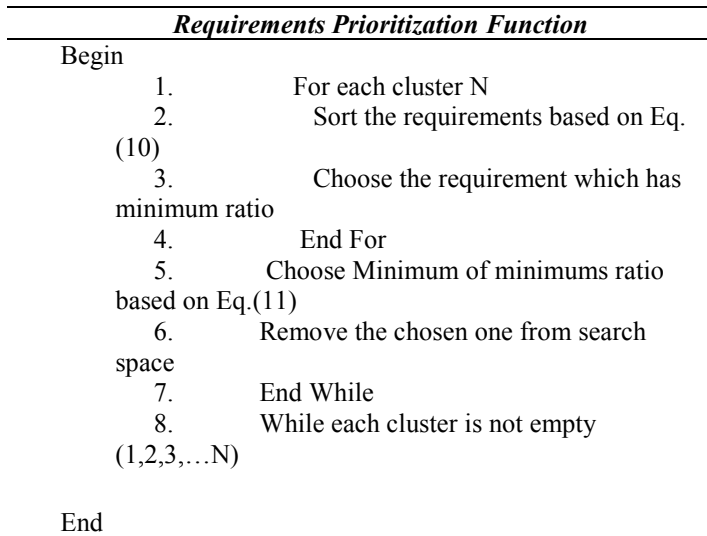 Requirements Prioritization Function
Begin
1. For each cluster N
2. Sort the requirements based on Eq.
(10)
3. Choose the requirement which has
minimum ratio
4. End For
5. Choose Minimum of minimums ratio
based on Eq.(11)
6. Remove the chosen one from search
space
7. End While
8. While each cluster is not empty
(1,2,3,…N)
End